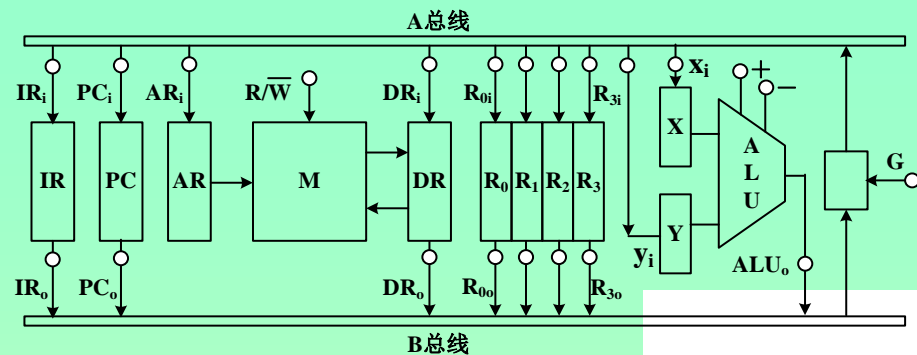 A总线
IRᵢ PCᵢ ARᵢ R/W̅ DRᵢ R₀ᵢ R₃ᵢ xᵢ + −
IR PC AR M DR R₀ R₁ R₂ R₃ X A L U G
Y
yᵢ
IRₒ PCₒ DRₒ R₀ₒ R₃ₒ ALUₒ
B总线